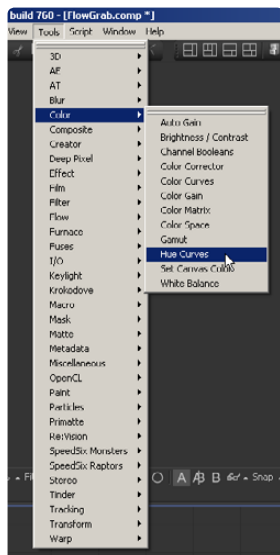 build 760 - [FlowGrab.comp *]
View Tools Script Window Help
3D
AE
AT
Blur
Color
Composite
Creator
Deep Pixel
Effect
Film
Filter
Flow
Furnace
Fuses
I/O
Keylight
Krokodove
Macro
Mask
Matte
Metadata
Miscellaneous
OpenCL
Paint
Particles
Primatte
Re:Vision
SpeedSix Monsters
SpeedSix Raptors
Stereo
Tinder
Tracking
Transform
Warp
Auto Gain
Brightness / Contrast
Channel Booleans
Color Corrector
Color Curves
Color Gain
Color Matrix
Color Space
Gamut
Hue Curves
Set Canvas Color
White Balance
A B Snap